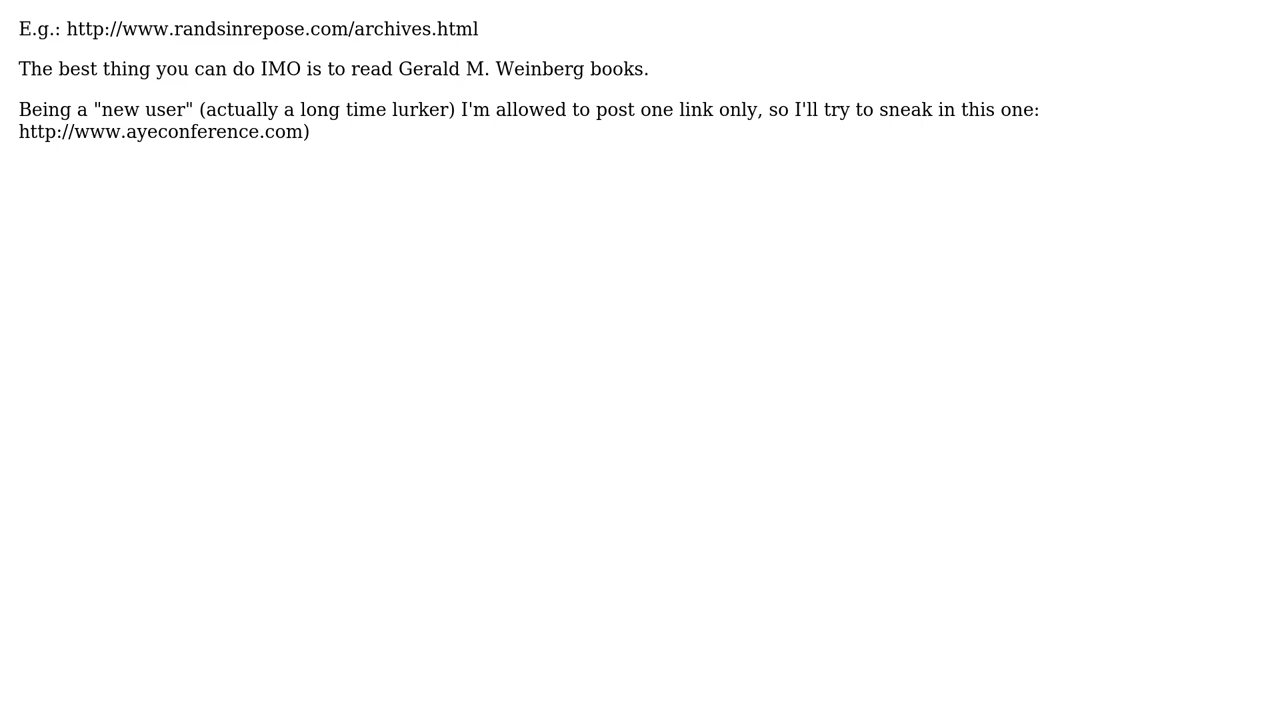 E.g.: http://www.randsinrepose.com/archives.html
The best thing you can do IMO is to read Gerald M. Weinberg books.
Being a "new user" (actually a long time lurker) I'm allowed to post one link only, so I'll try to sneak in this one:
http://www.ayeconference.com)